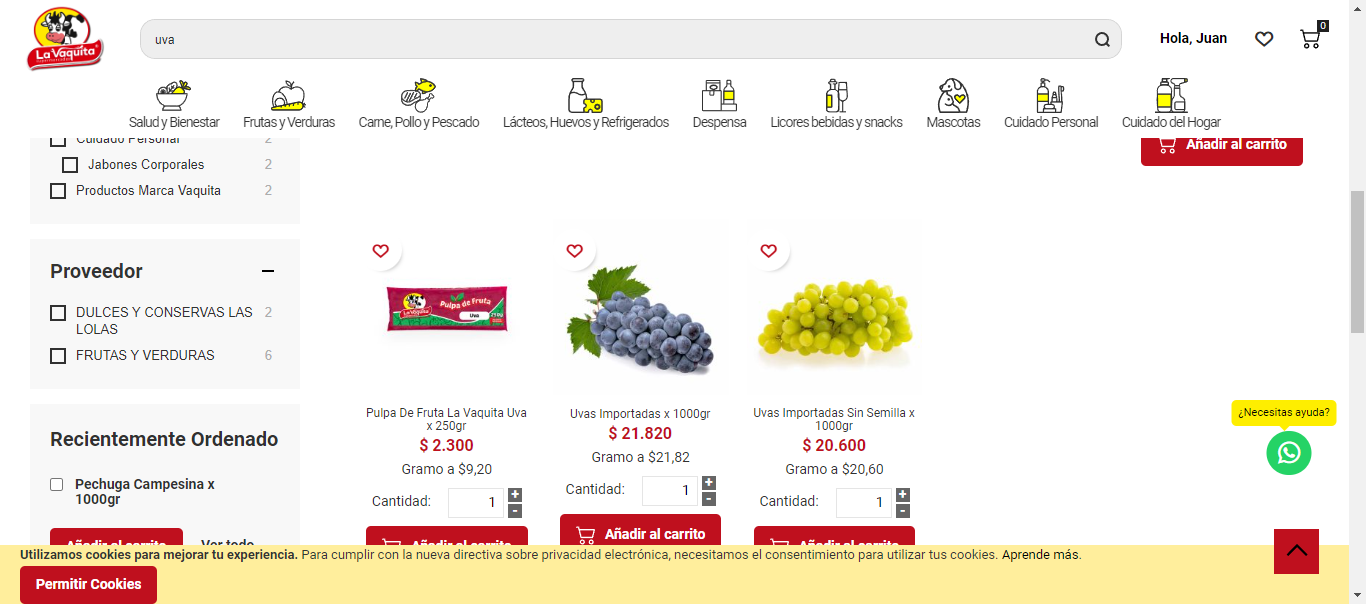 La Vaquita
uva
Hola, Juan
0
Salud y Bienestar
Frutas y Verduras
Carne, Pollo y Pescado
Lácteos, Huevos y Refrigerados
Despensa
Licores bebidas y snacks
Mascotas
Cuidado Personal
Cuidado del Hogar
Cuidado Personal 2
Jabones Corporales 2
Productos Marca Vaquita 2
Añadir al carrito
Proveedor
DULCES Y CONSERVAS LAS 2
LOLAS
FRUTAS Y VERDURAS 6
Recientemente Ordenado
Pechuga Campesina x
1000gr
Añadir al carrito Ver todo
La Vaquita
Pulpa de Fruta
Uva
Pulpa De Fruta La Vaquita Uva
x 250gr
$ 2.300
Gramo a $9,20
Cantidad: 1 +
-
Añadir al carrito
Uvas Importadas x 1000gr
$ 21.820
Gramo a $21,82
Cantidad: 1 +
-
Añadir al carrito
Uvas Importadas Sin Semilla x
1000gr
$ 20.600
Gramo a $20,60
Cantidad: 1 +
-
Añadir al carrito
¿Necesitas ayuda?
Utilizamos cookies para mejorar tu experiencia. Para cumplir con la nueva directiva sobre privacidad electrónica, necesitamos el consentimiento para utilizar tus cookies. Aprende más.
Permitir Cookies